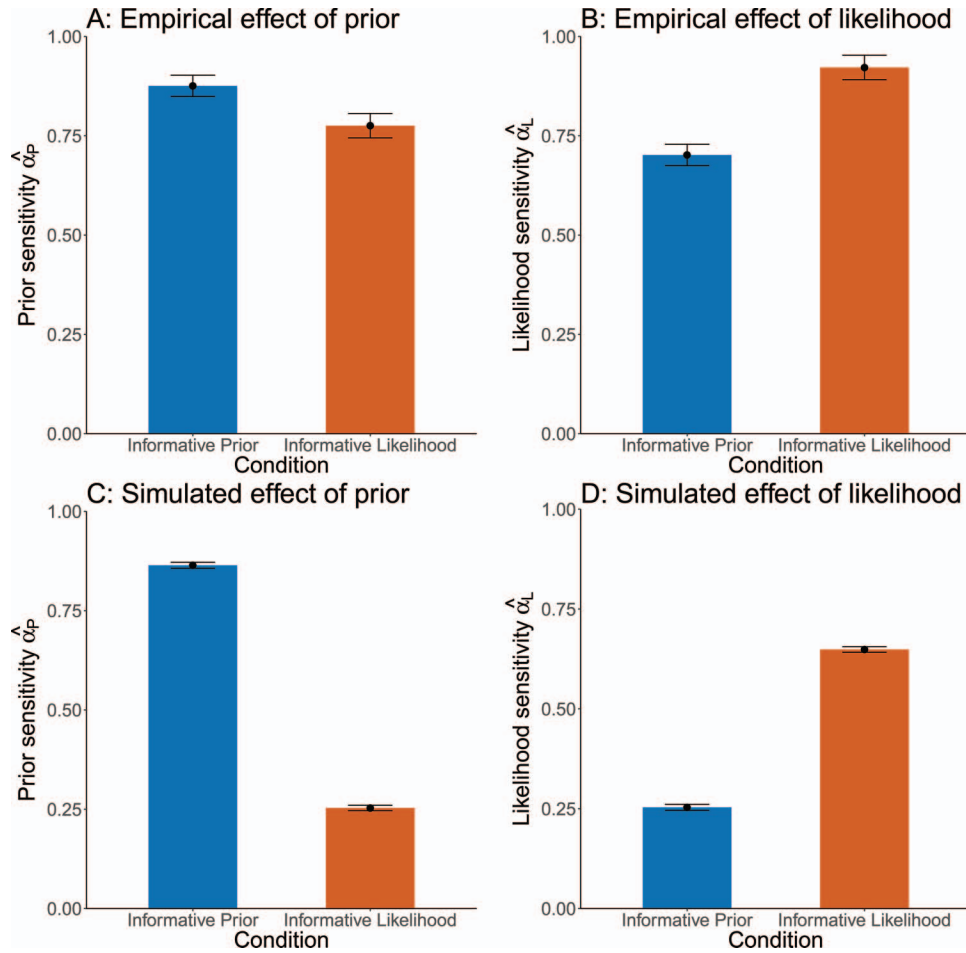 A: Empirical effect of prior
1.00
0.75
0.50
0.25
0.00
Prior sensitivity α̂P
Informative Prior Informative Likelihood
Condition
B: Empirical effect of likelihood
1.00
0.75
0.50
0.25
0.00
Likelihood sensitivity α̂L
Informative Prior Informative Likelihood
Condition
C: Simulated effect of prior
1.00
0.75
0.50
0.25
0.00
Prior sensitivity α̂P
Informative Prior Informative Likelihood
Condition
D: Simulated effect of likelihood
1.00
0.75
0.50
0.25
0.00
Likelihood sensitivity α̂L
Informative Prior Informative Likelihood
Condition